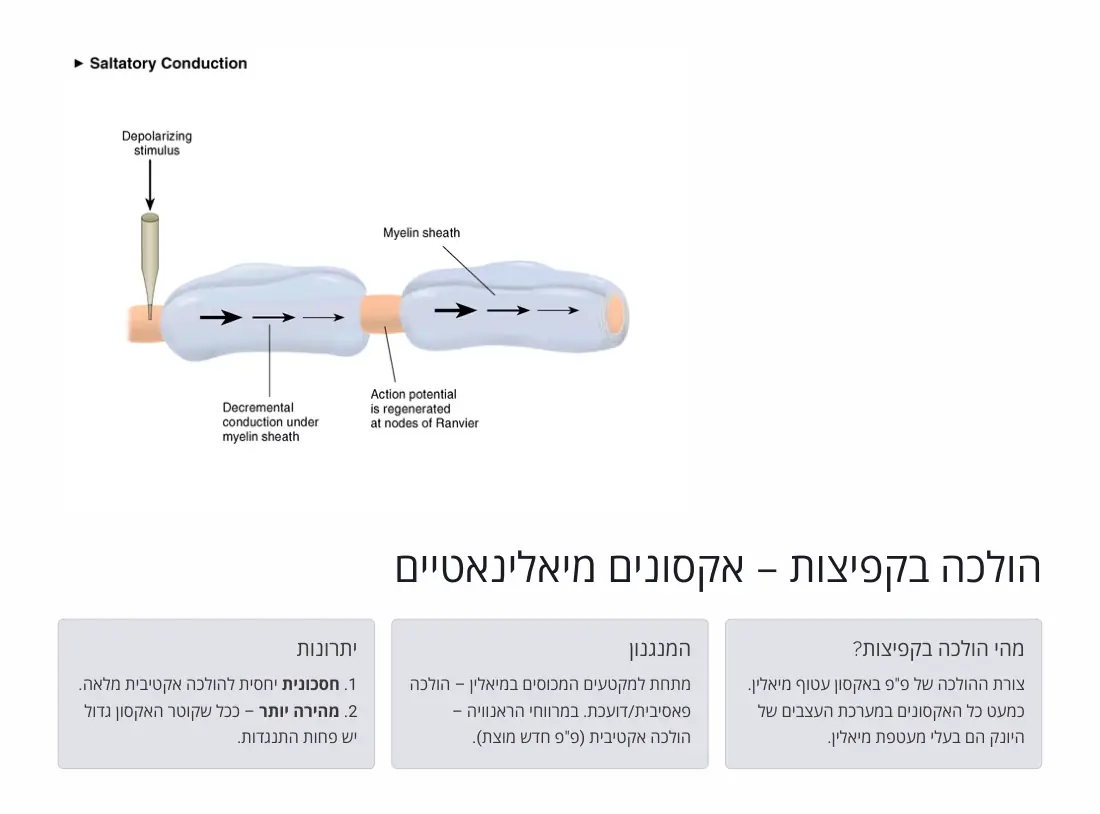 ► Saltatory Conduction
Depolarizing
stimulus
Myelin sheath
Decremental
conduction under
myelin sheath
Action potential
is regenerated
at nodes of Ranvier
הולכה בקפיצות – אקסונים מיאלינאטיים
מהי הולכה בקפיצות?
צורת ההולכה של פ"פ באקסון עטוף מיאלין.
כמעט כל האקסונים במערכת העצבים של
היונק הם בעלי מעטפת מיאלין.
המנגנון
מתחת למקטעים המכוסים במיאלין – הולכה
פאסיבית/דועכת. במרווחי הראנוויה –
הולכה אקטיבית (פ"פ חדש מוצת).
יתרונות
1. חסכונית יחסית להולכה אקטיבית מלאה.
2. מהירה יותר – ככל שקוטר האקסון גדול
יש פחות התנגדות.